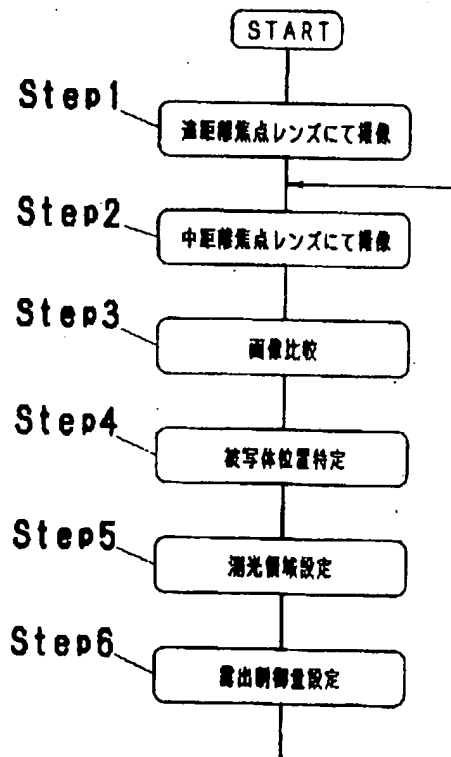 START
Step1
遠距離焦点レンズにて撮像
Step2
中距離焦点レンズにて撮像
Step3
画像比較
Step4
被写体位置特定
Step5
測光領域設定
Step6
露出制御量設定